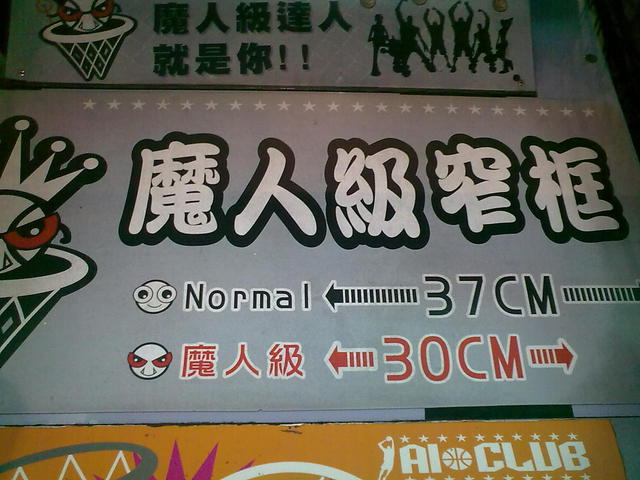 魔人級達人
就是你!!
魔人級窄框
Normal 37CM
魔人級 30CM
AI CLUB